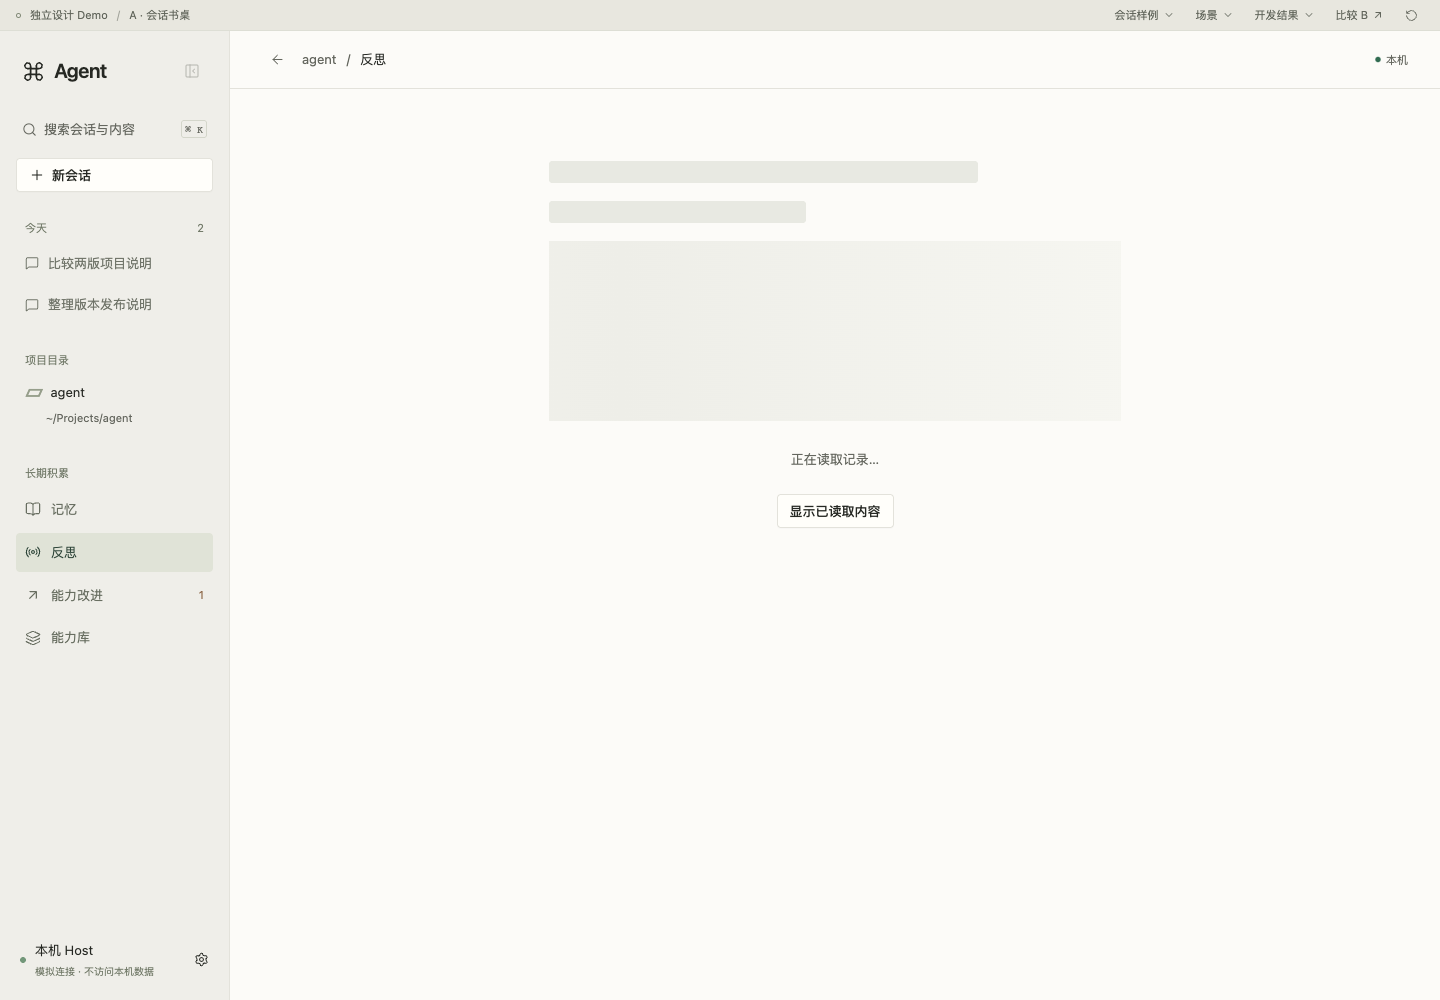 独立设计 Demo / A · 会话书桌
会话样例 场景 开发结果 比较 B
Agent
agent / 反思
本机
搜索会话与内容 ⌘ K
新会话
今天 2
比较两版项目说明
整理版本发布说明
项目目录
agent
~/Projects/agent
长期积累
记忆
反思
能力改进 1
能力库
正在读取记录...
显示已读取内容
本机 Host
模拟连接 · 不访问本机数据